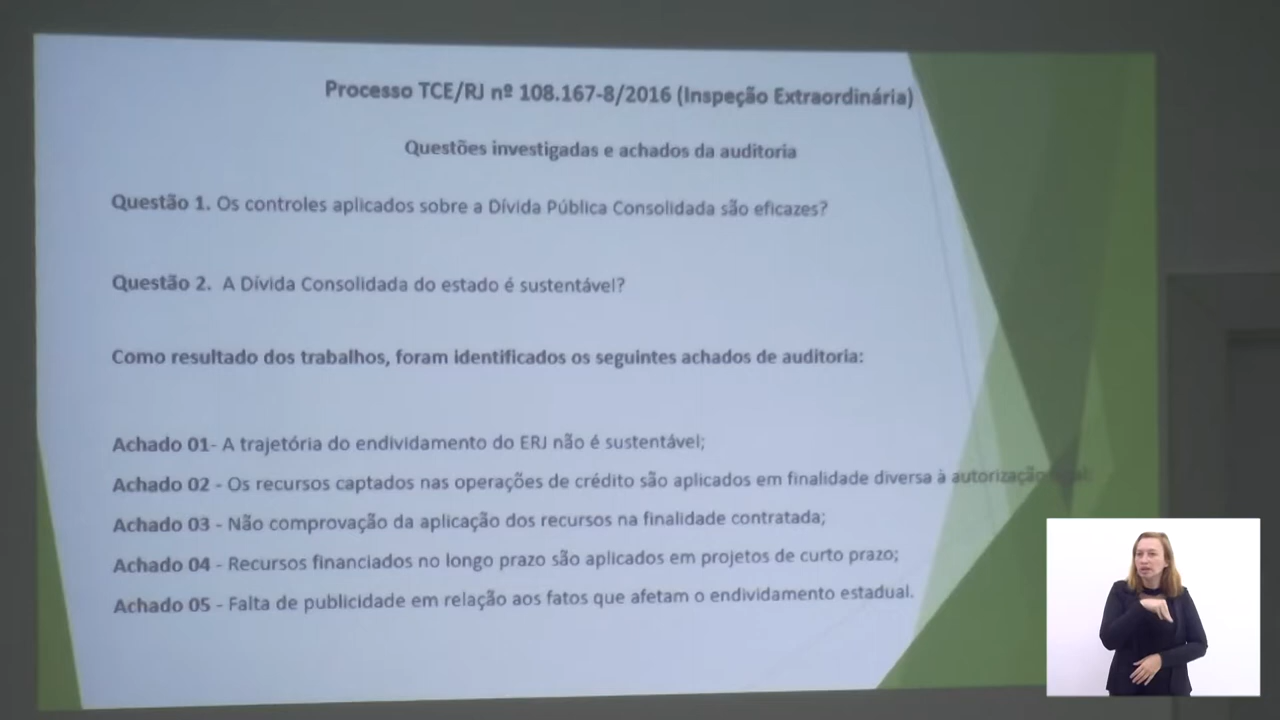 Processo TCE/RJ nº 108.167-8/2016 (Inspeção Extraordinária)
Questões investigadas e achados da auditoria
Questão 1. Os controles aplicados sobre a Dívida Pública Consolidada são eficazes?
Questão 2. A Dívida Consolidada do estado é sustentável?
Como resultado dos trabalhos, foram identificados os seguintes achados de auditoria:
Achado 01- A trajetória do endividamento do ERJ não é sustentável;
Achado 02 - Os recursos captados nas operações de crédito são aplicados em finalidade diversa à autorização
Achado 03 - Não comprovação da aplicação dos recursos na finalidade contratada;
Achado 04 - Recursos financiados no longo prazo são aplicados em projetos de curto prazo;
Achado 05 - Falta de publicidade em relação aos fatos que afetam o endividamento estadual.